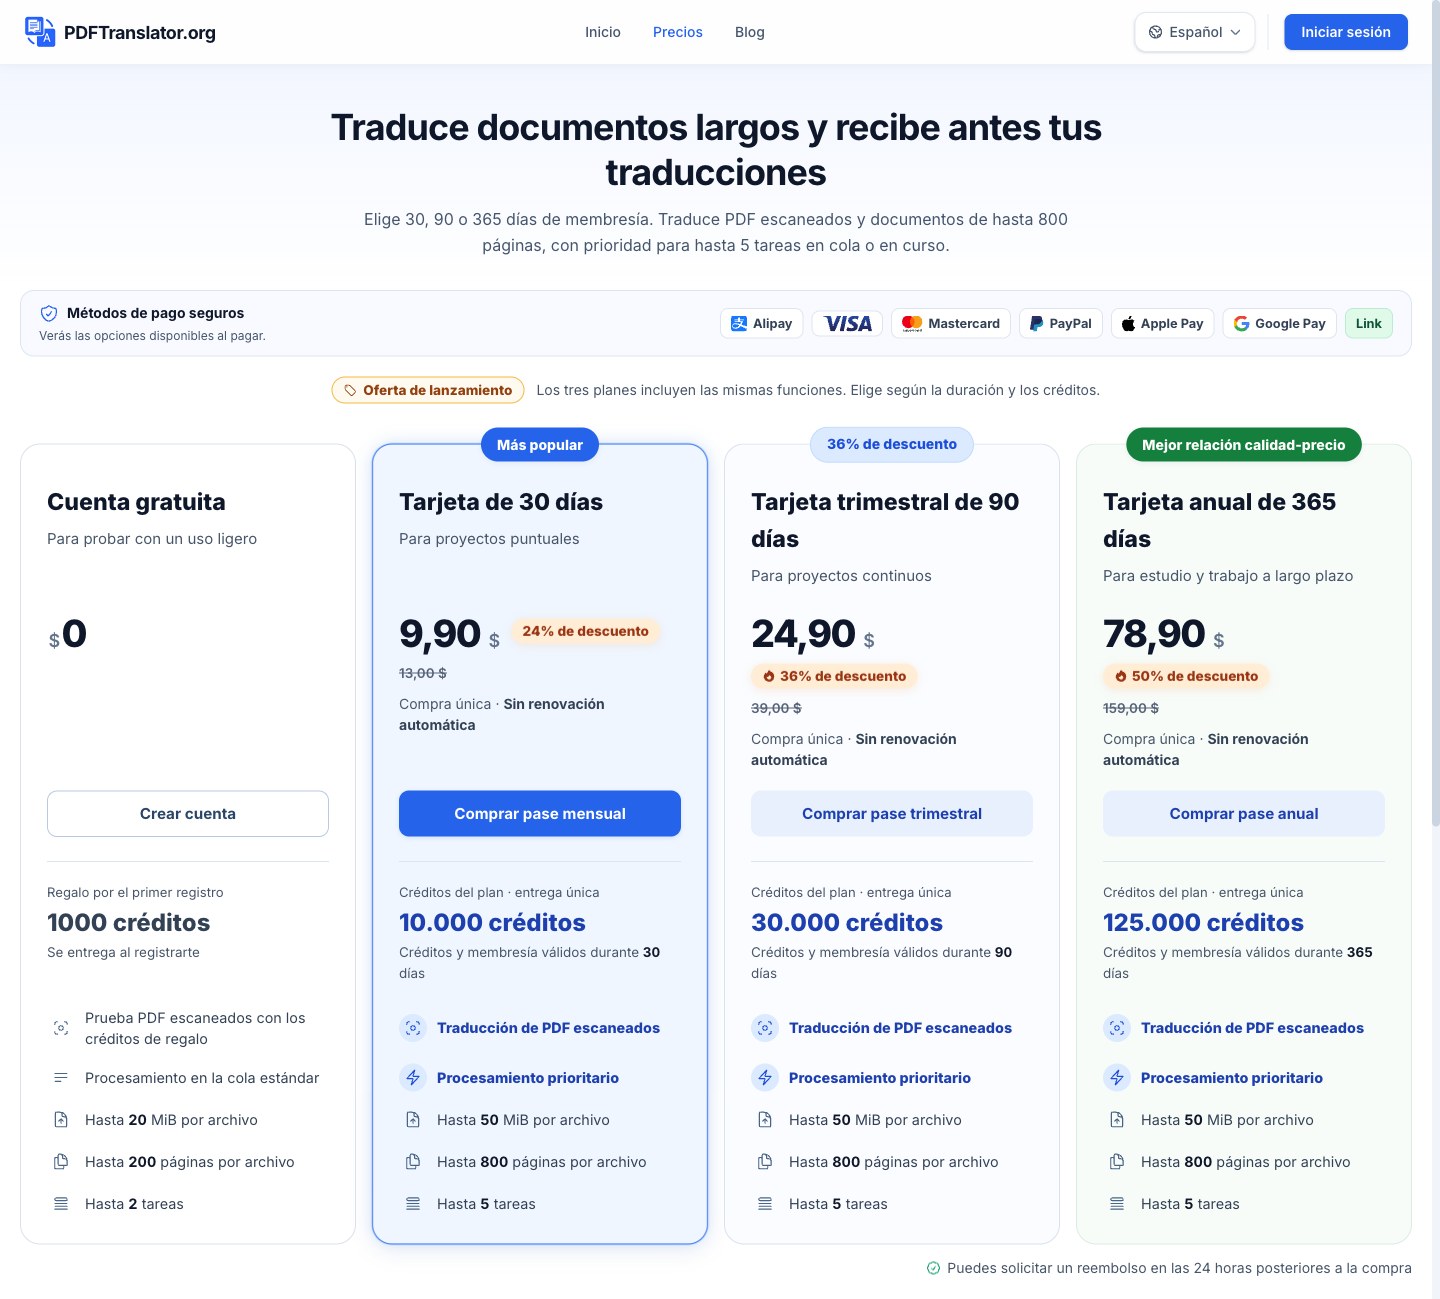 PDFTranslator.org
Inicio
Precios
Blog
Español
Iniciar sesión
Traduce documentos largos y recibe antes tus
traducciones
Elige 30, 90 o 365 días de membresía. Traduce PDF escaneados y documentos de hasta 800
páginas, con prioridad para hasta 5 tareas en cola o en curso.
Métodos de pago seguros
Verás las opciones disponibles al pagar.
Alipay
VISA
Mastercard
PayPal
Apple Pay
Google Pay
Link
Oferta de lanzamiento
Los tres planes incluyen las mismas funciones. Elige según la duración y los créditos.
Cuenta gratuita
Para probar con un uso ligero
$0
Crear cuenta
Regalo por el primer registro
1000 créditos
Se entrega al registrarte
Prueba PDF escaneados con los
créditos de regalo
Procesamiento en la cola estándar
Hasta 20 MiB por archivo
Hasta 200 páginas por archivo
Hasta 2 tareas
Más popular
Tarjeta de 30 días
Para proyectos puntuales
9,90 $
24% de descuento
13,00 $
Compra única · Sin renovación
automática
Comprar pase mensual
Créditos del plan · entrega única
10.000 créditos
Créditos y membresía válidos durante 30
días
Traducción de PDF escaneados
Procesamiento prioritario
Hasta 50 MiB por archivo
Hasta 800 páginas por archivo
Hasta 5 tareas
36% de descuento
Tarjeta trimestral de 90
días
Para proyectos continuos
24,90 $
36% de descuento
39,00 $
Compra única · Sin renovación
automática
Comprar pase trimestral
Créditos del plan · entrega única
30.000 créditos
Créditos y membresía válidos durante 90
días
Traducción de PDF escaneados
Procesamiento prioritario
Hasta 50 MiB por archivo
Hasta 800 páginas por archivo
Hasta 5 tareas
Mejor relación calidad-precio
Tarjeta anual de 365
días
Para estudio y trabajo a largo plazo
78,90 $
50% de descuento
159,00 $
Compra única · Sin renovación
automática
Comprar pase anual
Créditos del plan · entrega única
125.000 créditos
Créditos y membresía válidos durante 365
días
Traducción de PDF escaneados
Procesamiento prioritario
Hasta 50 MiB por archivo
Hasta 800 páginas por archivo
Hasta 5 tareas
Puedes solicitar un reembolso en las 24 horas posteriores a la compra